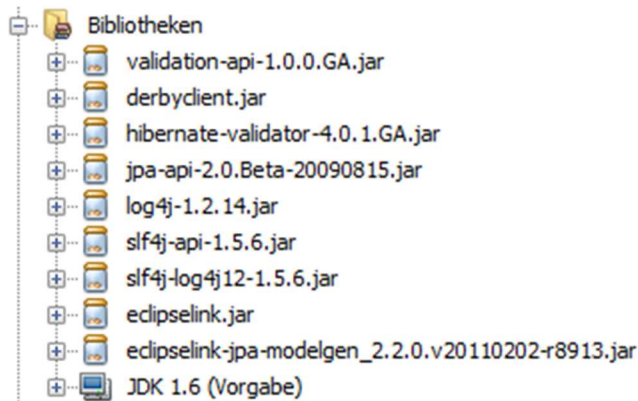 Bibliotheken
validation-api-1.0.0.GA.jar
derbyclient.jar
hibernate-validator-4.0.1.GA.jar
jpa-api-2.0.Beta-20090815.jar
log4j-1.2.14.jar
slf4j-api-1.5.6.jar
slf4j-log4j12-1.5.6.jar
eclipselink.jar
eclipselink-jpa-modelgen_2.2.0.v20110202-r8913.jar
JDK 1.6 (Vorgabe)